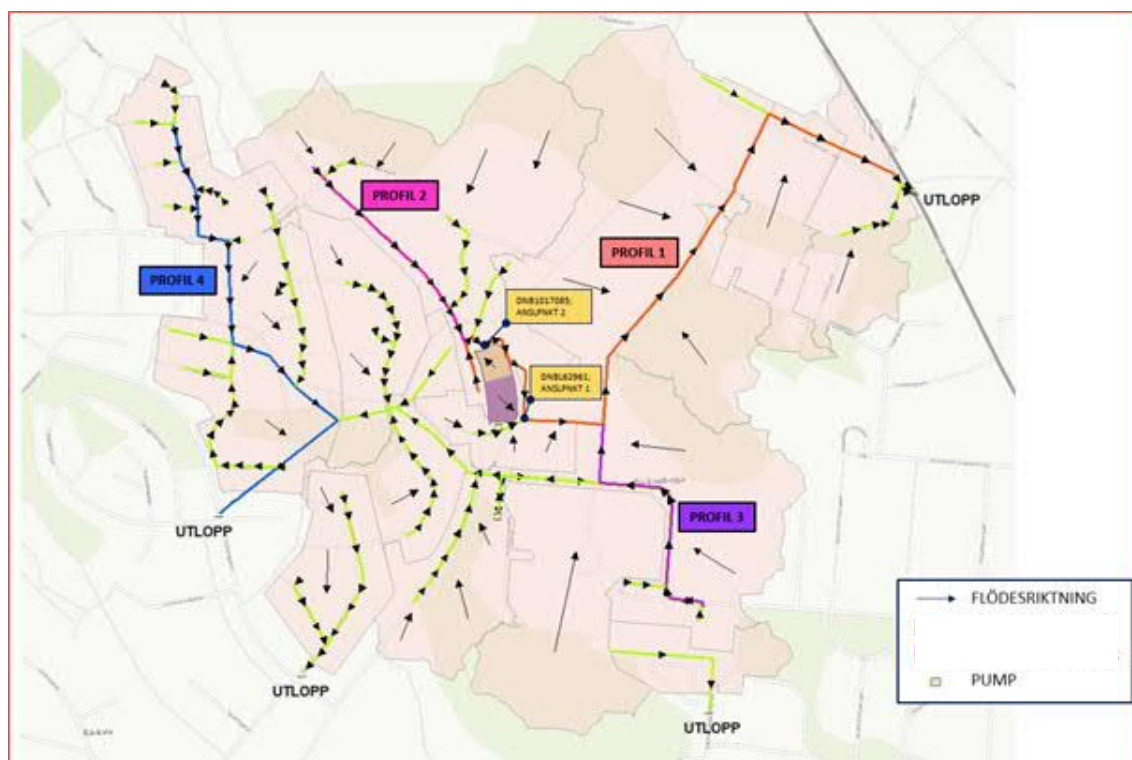 PROFIL 2
UTLOPP
PROFIL 1
PROFIL 4
DNB1017085;
ANSLPNKT 2
DNBL62961;
ANSLPNKT 1
PROFIL 3
UTLOPP
FLÖDESRIKTNING
PUMP
UTLOPP
UTLOPP